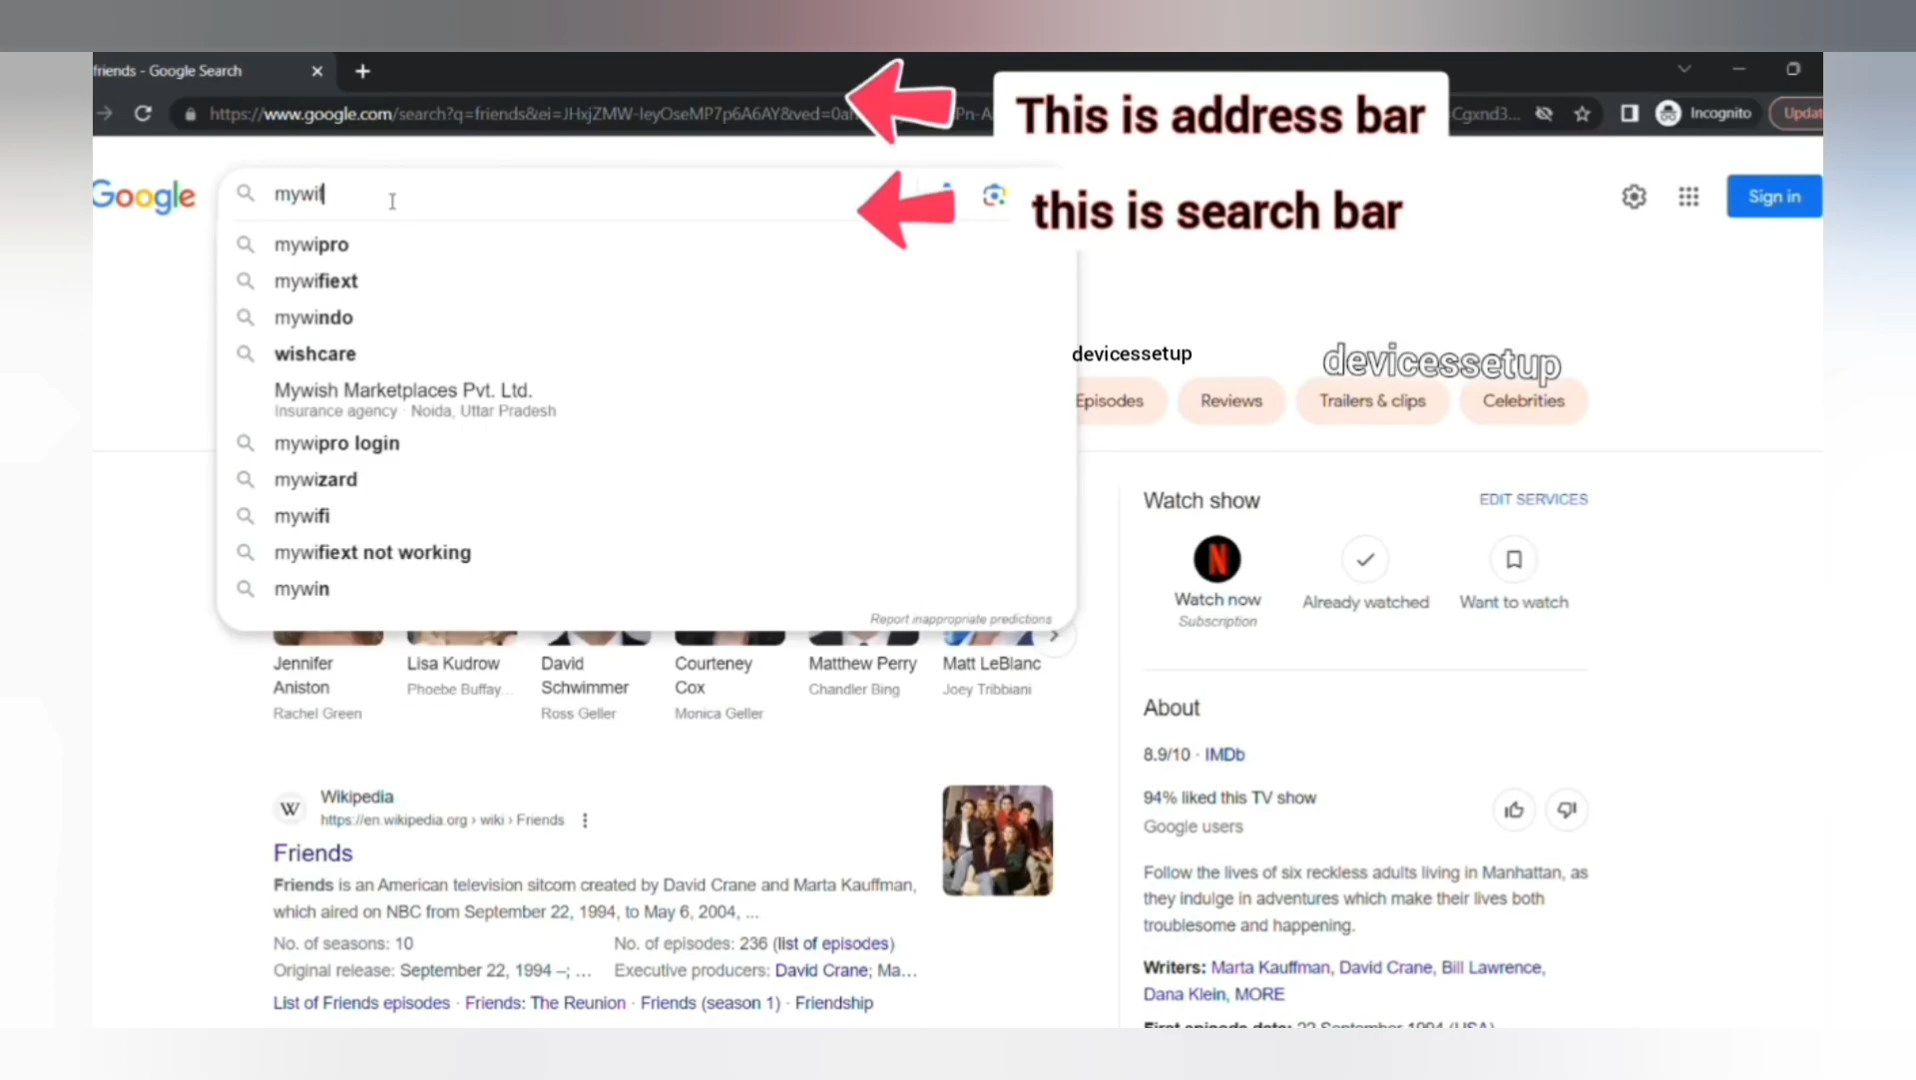 friends - Google Search
This is address bar
https://www.google.com/search?q=friends&ei=JHxjZMW-IeyOseMP7p6A6AY&ved=0a
Cgxnd3...
Incognito
Updat
Google
mywif
this is search bar
Sign in
mywipro
mywifiext
mywindo
wishcare
Mywish Marketplaces Pvt. Ltd.
Insurance agency · Noida, Uttar Pradesh
mywipro login
mywizard
mywifi
mywifiext not working
mywin
Report inappropriate predictions
devicessetup
devicessetup
Episodes
Reviews
Trailers & clips
Celebrities
Watch show
EDIT SERVICES
Watch now
Subscription
Already watched
Want to watch
Jennifer
Aniston
Rachel Green
Lisa Kudrow
Phoebe Buffay...
David
Schwimmer
Ross Geller
Courteney
Cox
Monica Geller
Matthew Perry
Chandler Bing
Matt LeBlanc
Joey Tribbiani
About
8.9/10 · IMDb
94% liked this TV show
Google users
Follow the lives of six reckless adults living in Manhattan, as
they indulge in adventures which make their lives both
troublesome and happening.
Writers: Marta Kauffman, David Crane, Bill Lawrence,
Dana Klein, MORE
First episode date: 22 September 1994 (USA)
W
Wikipedia
https://en.wikipedia.org › wiki › Friends
Friends
Friends is an American television sitcom created by David Crane and Marta Kauffman,
which aired on NBC from September 22, 1994, to May 6, 2004, ...
No. of seasons: 10
No. of episodes: 236 (list of episodes)
Original release: September 22, 1994 –; ...
Executive producers: David Crane; Ma...
List of Friends episodes · Friends: The Reunion · Friends (season 1) · Friendship